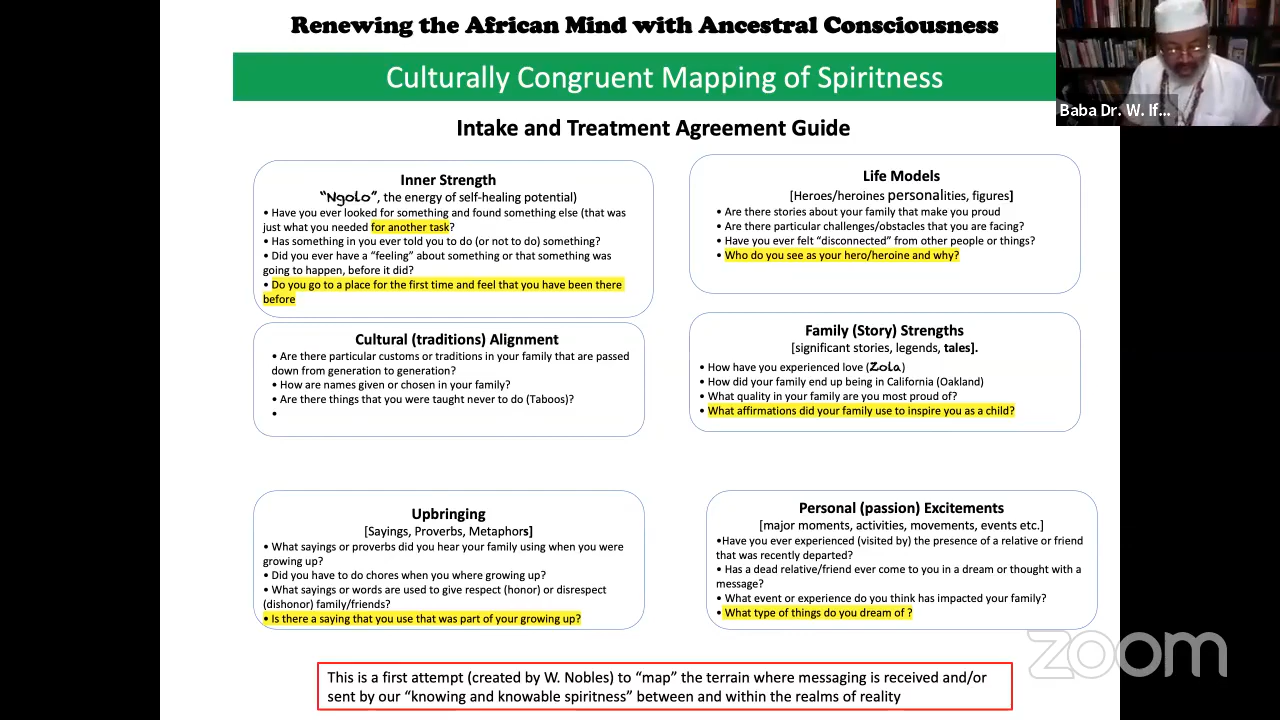 Renewing the African Mind with Ancestral Consciousness
Culturally Congruent Mapping of Spiritness
Baba Dr. W. If...
Intake and Treatment Agreement Guide
Inner Strength
"Ngolo", the energy of self-healing potential)
• Have you ever looked for something and found something else (that was
just what you needed for another task?
• Has something in you ever told you to do (or not to do) something?
• Did you ever have a "feeling" about something or that something was
going to happen, before it did?
• Do you go to a place for the first time and feel that you have been there
before
Life Models
[Heroes/heroines personalities, figures]
• Are there stories about your family that make you proud
• Are there particular challenges/obstacles that you are facing?
• Have you ever felt "disconnected" from other people or things?
• Who do you see as your hero/heroine and why?
Cultural (traditions) Alignment
• Are there particular customs or traditions in your family that are passed
down from generation to generation?
• How are names given or chosen in your family?
• Are there things that you were taught never to do (Taboos)?
•
Family (Story) Strengths
[significant stories, legends, tales].
• How have you experienced love (Zola)
• How did your family end up being in California (Oakland)
• What quality in your family are you most proud of?
• What affirmations did your family use to inspire you as a child?
Upbringing
[Sayings, Proverbs, Metaphors]
• What sayings or proverbs did you hear your family using when you were
growing up?
• Did you have to do chores when you where growing up?
• What sayings or words are used to give respect (honor) or disrespect
(dishonor) family/friends?
• Is there a saying that you use that was part of your growing up?
Personal (passion) Excitements
[major moments, activities, movements, events etc.]
•Have you ever experienced (visited by) the presence of a relative or friend
that was recently departed?
• Has a dead relative/friend ever come to you in a dream or thought with a
message?
• What event or experience do you think has impacted your family?
• What type of things do you dream of ?
zoom
This is a first attempt (created by W. Nobles) to "map" the terrain where messaging is received and/or
sent by our "knowing and knowable spiritness" between and within the realms of reality